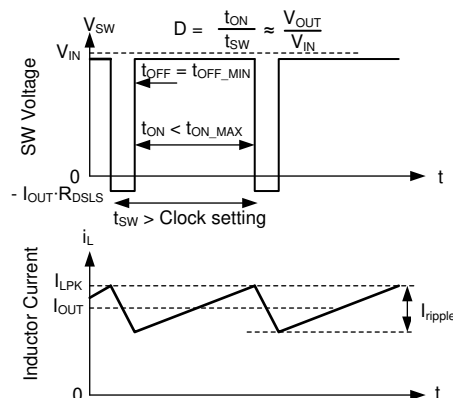 V_SW
D = t_ON / t_SW ≈ V_OUT / V_IN
V_IN
SW Voltage
t_OFF = t_OFF_MIN
t_ON < t_ON_MAX
0
t
- I_OUT·R_DSLS
t_SW > Clock setting
i_L
Inductor Current
I_LPK
I_OUT
I_ripple
0
t